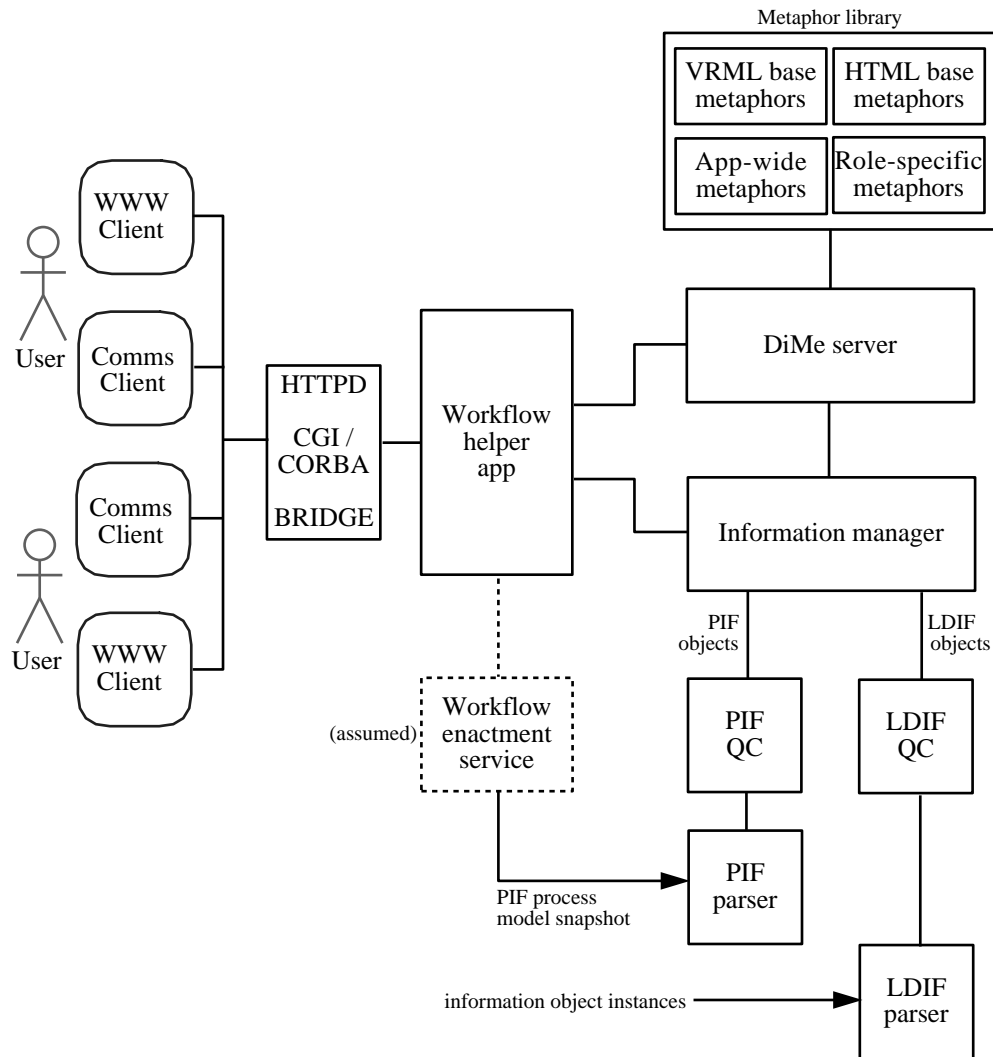 Metaphor library
VRML base
metaphors
HTML base
metaphors
App-wide
metaphors
Role-specific
metaphors
WWW
Client
User
Comms
Client
HTTPD
CGI /
CORBA
BRIDGE
Workflow
helper
app
DiMe server
Comms
Client
User
WWW
Client
Information manager
PIF
objects
LDIF
objects
(assumed)
Workflow
enactment
service
PIF
QC
LDIF
QC
PIF process
model snapshot
PIF
parser
information object instances
LDIF
parser